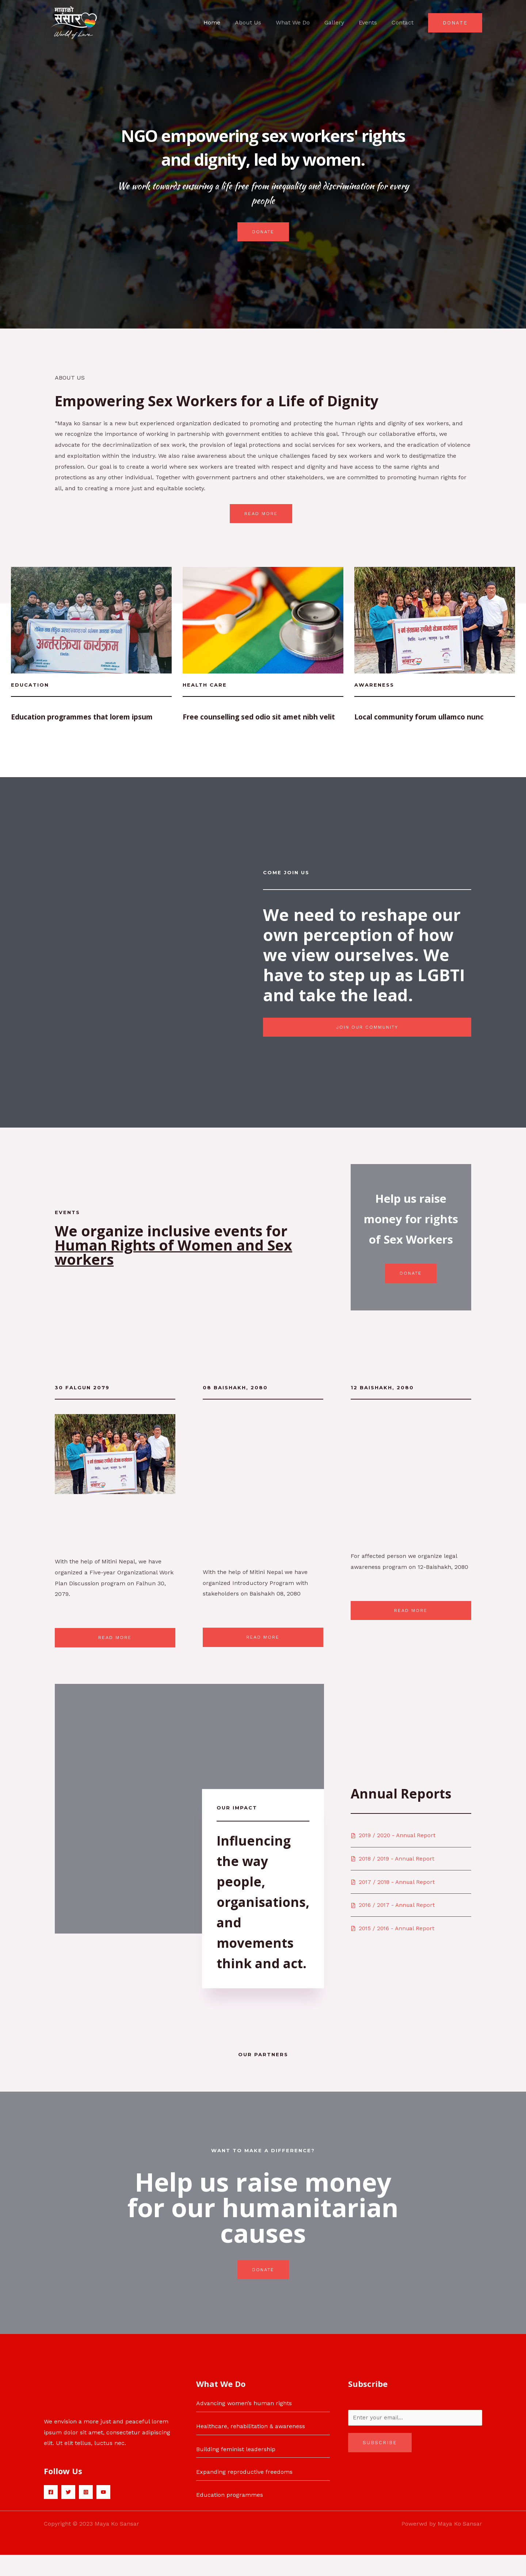 मायाको
संसार
World of Love
Home
About Us
What We Do
Gallery
Events
Contact
DONATE
NGO empowering sex workers' rights
and dignity, led by women.
We work towards ensuring a life free from inequality and discrimination for every
people
DONATE
ABOUT US
Empowering Sex Workers for a Life of Dignity
"Maya ko Sansar is a new but experienced organization dedicated to promoting and protecting the human rights and dignity of sex workers, and
we recognize the importance of working in partnership with government entities to achieve this goal. Through our collaborative efforts, we
advocate for the decriminalization of sex work, the provision of legal protections and social services for sex workers, and the eradication of violence
and exploitation within the industry. We also raise awareness about the unique challenges faced by sex workers and work to destigmatize the
profession. Our goal is to create a world where sex workers are treated with respect and dignity and have access to the same rights and
protections as any other individual. Together with government partners and other stakeholders, we are committed to promoting human rights for
all, and to creating a more just and equitable society.
READ MORE
अन्तरक्रिया कार्यक्रम
EDUCATION
Education programmes that lorem ipsum
HEALTH CARE
Free counselling sed odio sit amet nibh velit
AWARENESS
Local community forum ullamco nunc
COME JOIN US
We need to reshape our
own perception of how
we view ourselves. We
have to step up as LGBTI
and take the lead.
JOIN OUR COMMUNITY
EVENTS
We organize inclusive events for
Human Rights of Women and Sex
workers
Help us raise
money for rights
of Sex Workers
DONATE
30 FALGUN 2079
With the help of Mitini Nepal, we have
organized a Five-year Organizational Work
Plan Discussion program on Falhun 30,
2079.
READ MORE
08 BAISHAKH, 2080
With the help of Mitini Nepal we have
organized Introductory Program with
stakeholders on Baishakh 08, 2080
READ MORE
12 BAISHAKH, 2080
For affected person we organize legal
awareness program on 12-Baishakh, 2080
READ MORE
OUR IMPACT
Influencing
the way
people,
organisations,
and
movements
think and act.
Annual Reports
2019 / 2020 - Annual Report
2018 / 2019 - Annual Report
2017 / 2018 - Annual Report
2016 / 2017 - Annual Report
2015 / 2016 - Annual Report
OUR PARTNERS
WANT TO MAKE A DIFFERENCE?
Help us raise money
for our humanitarian
causes
DONATE
We envision a more just and peaceful lorem
ipsum dolor sit amet, consectetur adipiscing
elit. Ut elit tellus, luctus nec.
Follow Us
What We Do
Advancing women's human rights
Healthcare, rehabilitation & awareness
Building feminist leadership
Expanding reproductive freedoms
Education programmes
Subscribe
Enter your email...
SUBSCRIBE
Copyright © 2023 Maya Ko Sansar
Powerwd by Maya Ko Sansar